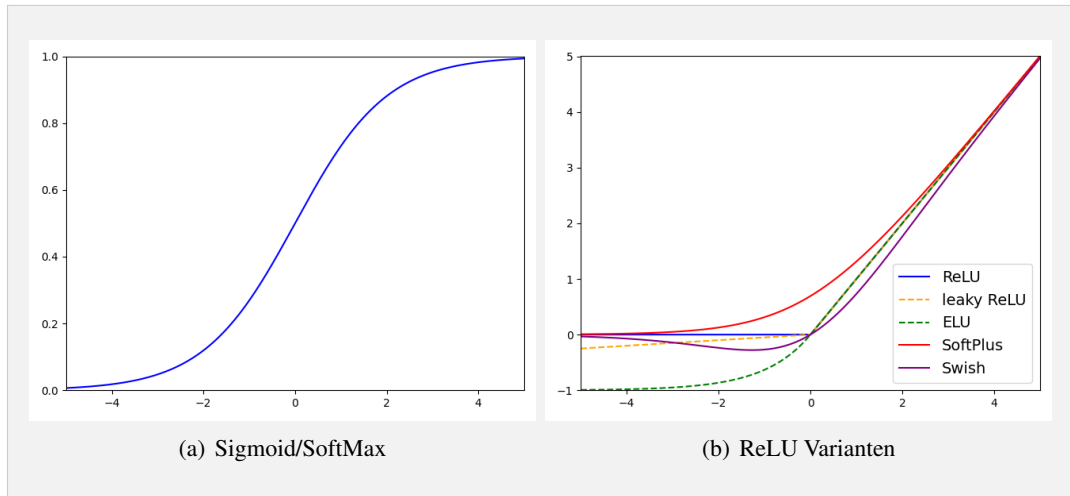 1.0
0.8
0.6
0.4
0.2
0.0
−4 −2 0 2 4
5
4
3
2
1
0
−1
−4 −2 0 2 4
ReLU
leaky ReLU
ELU
SoftPlus
Swish
(a) Sigmoid/SoftMax
(b) ReLU Varianten